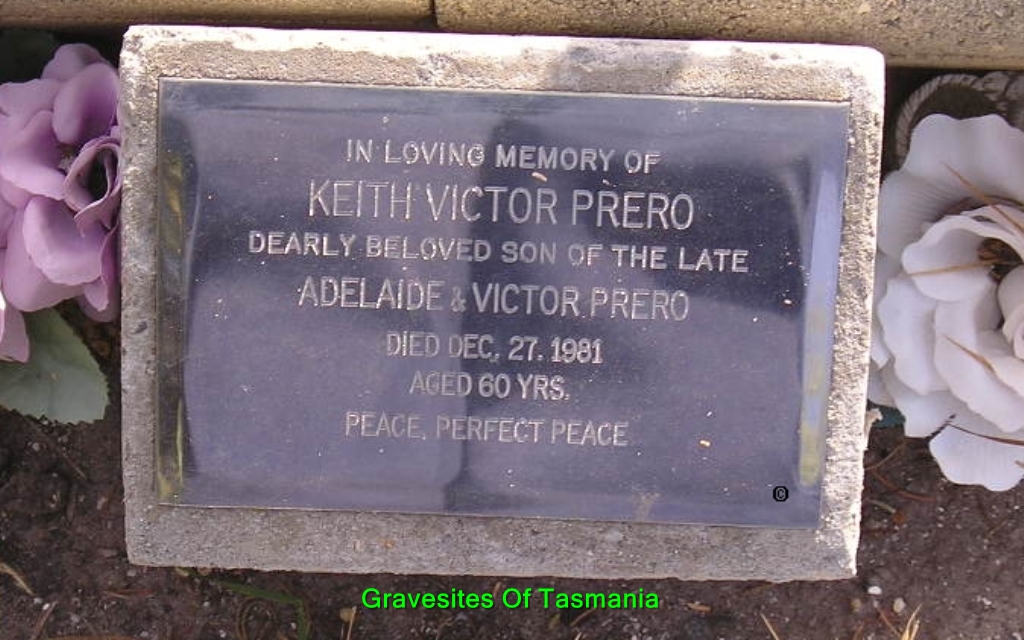 IN LOVING MEMORY OF
KEITH VICTOR PRERO
DEARLY BELOVED SON OF THE LATE
ADELAIDE & VICTOR PRERO
DIED DEC. 27. 1981
AGED 60 YRS.
PEACE, PERFECT PEACE
©
Gravesites Of Tasmania